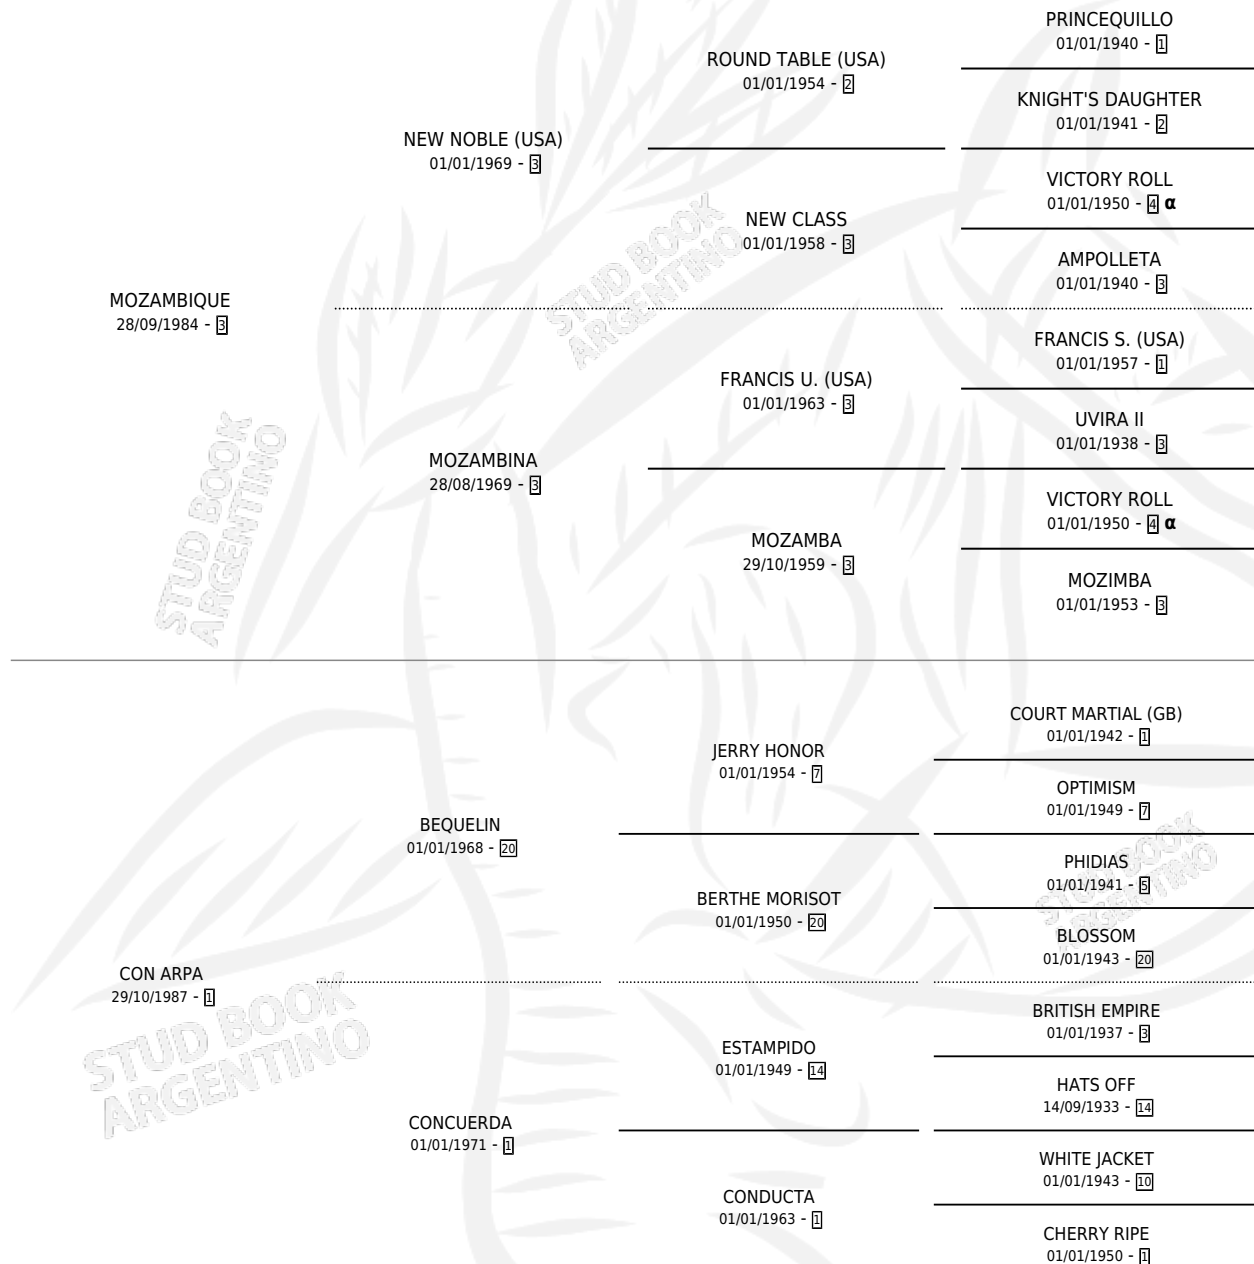 PRINCEQUILLO
01/01/1940 - 1
ROUND TABLE (USA)
01/01/1954 - 2
KNIGHT'S DAUGHTER
01/01/1941 - 2
NEW NOBLE (USA)
01/01/1969 - 3
VICTORY ROLL
01/01/1950 - 4 α
NEW CLASS
01/01/1958 - 3
AMPOLLETA
01/01/1940 - 3
MOZAMBIQUE
28/09/1984 - 3
FRANCIS S. (USA)
01/01/1957 - 1
FRANCIS U. (USA)
01/01/1963 - 3
UVIRA II
01/01/1938 - 3
MOZAMBINA
28/08/1969 - 3
VICTORY ROLL
01/01/1950 - 4 α
MOZAMBA
29/10/1959 - 3
MOZIMBA
01/01/1953 - 3
COURT MARTIAL (GB)
01/01/1942 - 1
JERRY HONOR
01/01/1954 - 7
OPTIMISM
01/01/1949 - 7
BEQUELIN
01/01/1968 - 20
PHIDIAS
01/01/1941 - 5
BERTHE MORISOT
01/01/1950 - 20
BLOSSOM
01/01/1943 - 20
CON ARPA
29/10/1987 - 1
BRITISH EMPIRE
01/01/1937 - 3
ESTAMPIDO
01/01/1949 - 14
HATS OFF
14/09/1933 - 14
CONCUERDA
01/01/1971 - 1
WHITE JACKET
01/01/1943 - 10
CONDUCTA
01/01/1963 - 1
CHERRY RIPE
01/01/1950 - 1
STUD BOOK
ARGENTINO
STUD BOOK
ARGENTINO
STUD BOOK
ARGENTINO
STUD BOOK
ARGENTINO